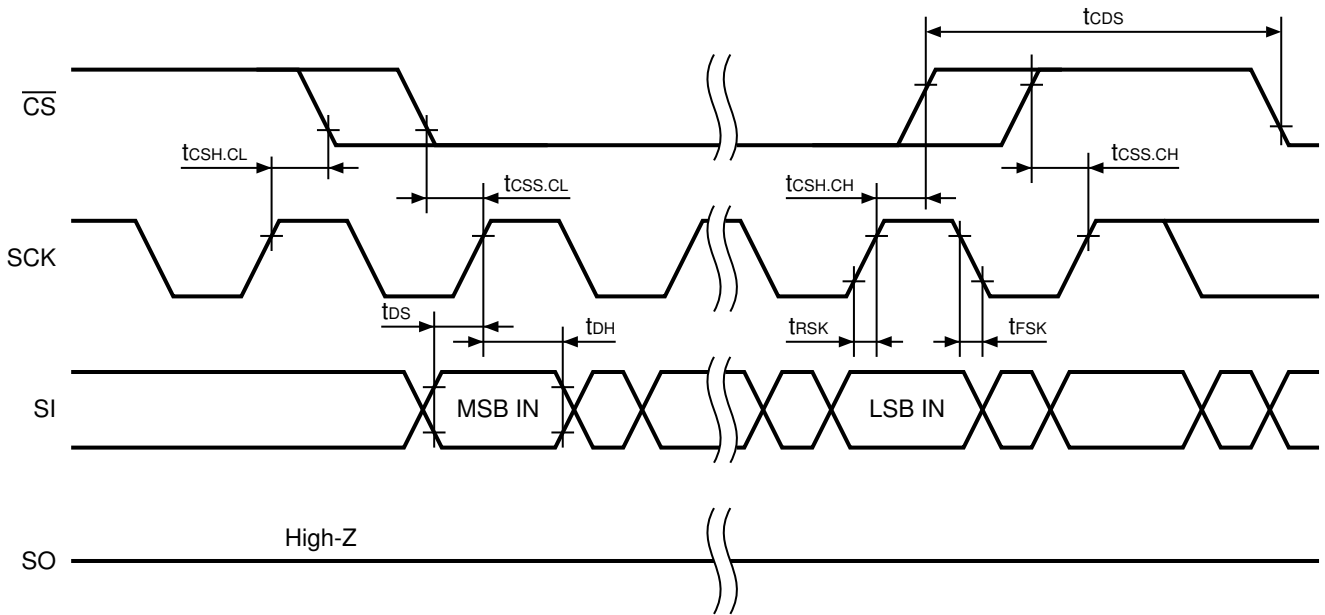 tCDS
CS
tCSH.CL
tCSS.CL
tCSH.CH
tCSS.CH
SCK
tDS
tDH
tRSK
tFSK
SI
MSB IN
LSB IN
High-Z
SO